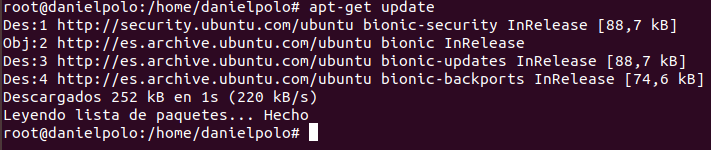 root@danielpolo:/home/danielpolo# apt-get update
Des:1 http://security.ubuntu.com/ubuntu bionic-security InRelease [88,7 kB]
Obj:2 http://es.archive.ubuntu.com/ubuntu bionic InRelease
Des:3 http://es.archive.ubuntu.com/ubuntu bionic-updates InRelease [88,7 kB]
Des:4 http://es.archive.ubuntu.com/ubuntu bionic-backports InRelease [74,6 kB]
Descargados 252 kB en 1s (220 kB/s)
Leyendo lista de paquetes... Hecho
root@danielpolo:/home/danielpolo#